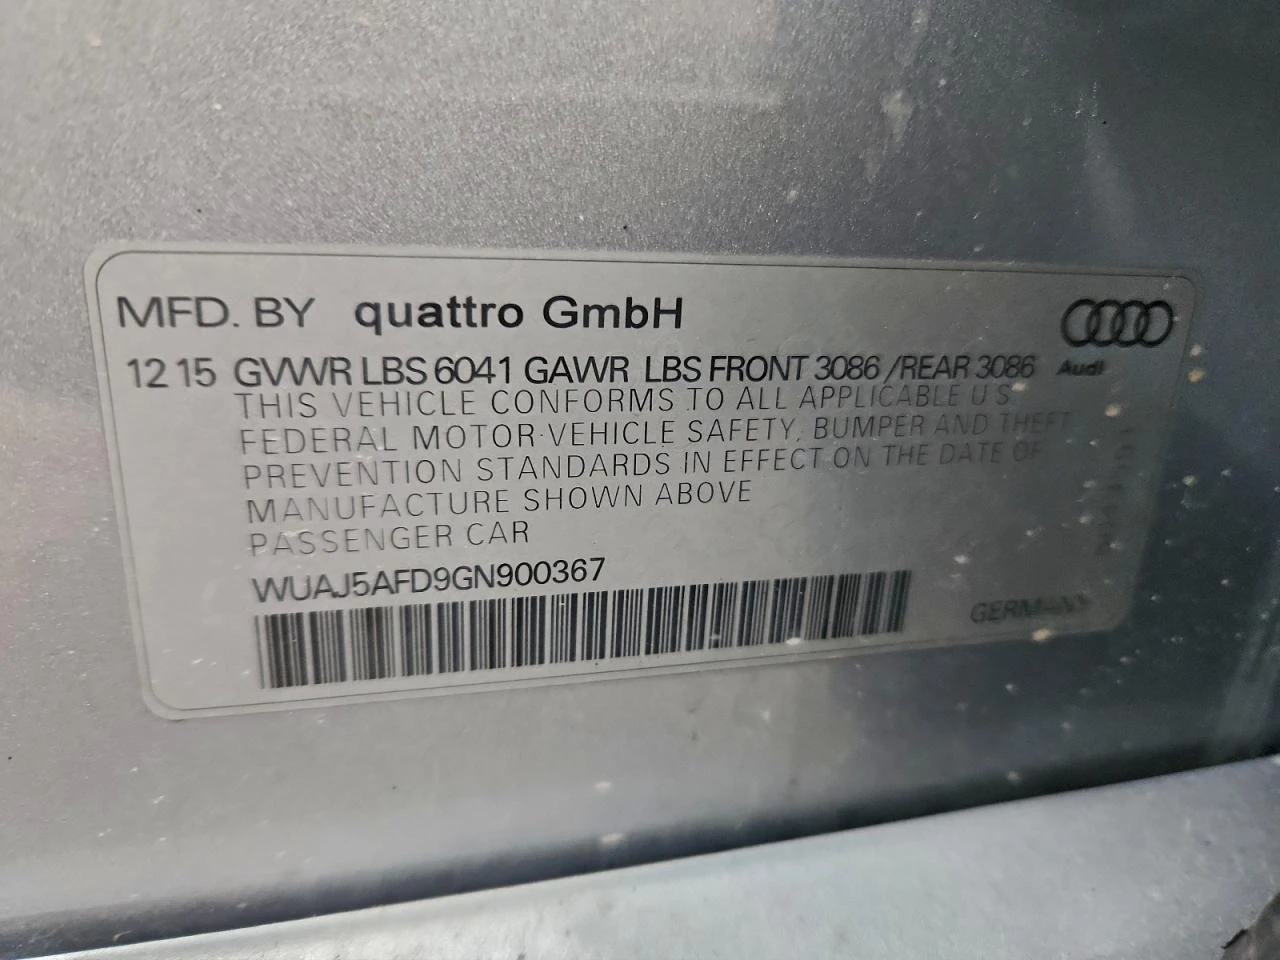 MFD. BY quattro GmbH
12 15 GVWR LBS 6041 GAWR LBS FRONT 3086 /REAR 3086
Audi
THIS VEHICLE CONFORMS TO ALL APPLICABLE U S
FEDERAL MOTOR VEHICLE SAFETY, BUMPER AND THEFT
PREVENTION STANDARDS IN EFFECT ON THE DATE OF
MANUFACTURE SHOWN ABOVE
PASSENGER CAR
WUAJ5AFD9GN900367
GERMANY